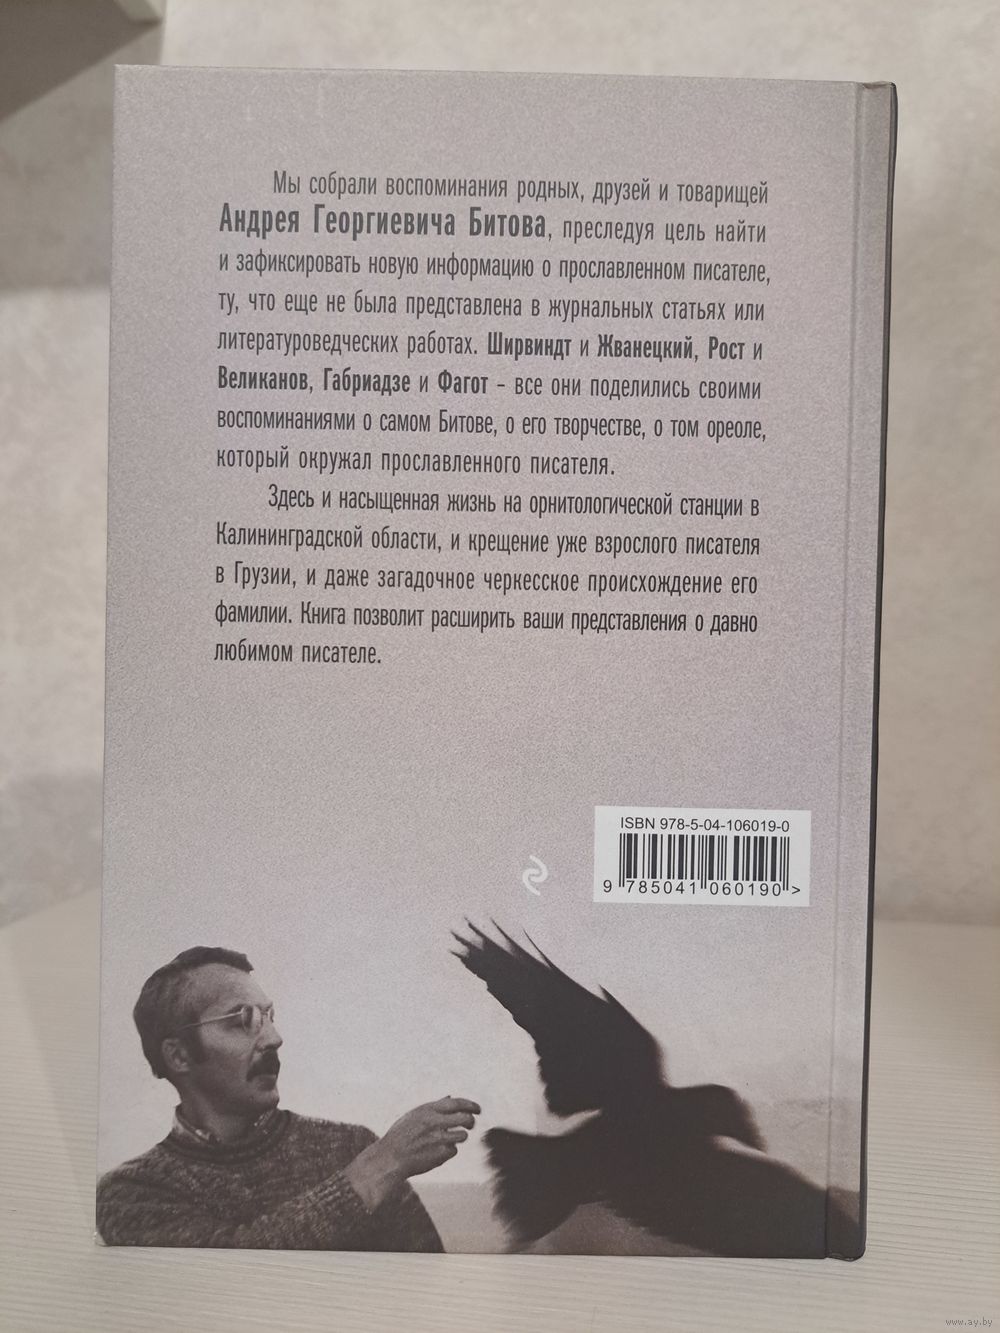 Мы собрали воспоминания родных, друзей и товарищей
Андрея Георгиевича Битова, преследуя цель найти
и зафиксировать новую информацию о прославленном писателе,
ту, что еще не была представлена в журнальных статьях или
литературоведческих работах. Ширвиндт и Жванецкий, Рост и
Великанов, Габриадзе и Фагот – все они поделились своими
воспоминаниями о самом Битове, о его творчестве, о том ореоле,
который окружал прославленного писателя.
Здесь и насыщенная жизнь на орнитологической станции в
Калининградской области, и крещение уже взрослого писателя
в Грузии, и даже загадочное черкесское происхождение его
фамилии. Книга позволит расширить ваши представления о давно
любимом писателе.
ISBN 978-5-04-106019-0
9 785041 060190 >
www.ay.by